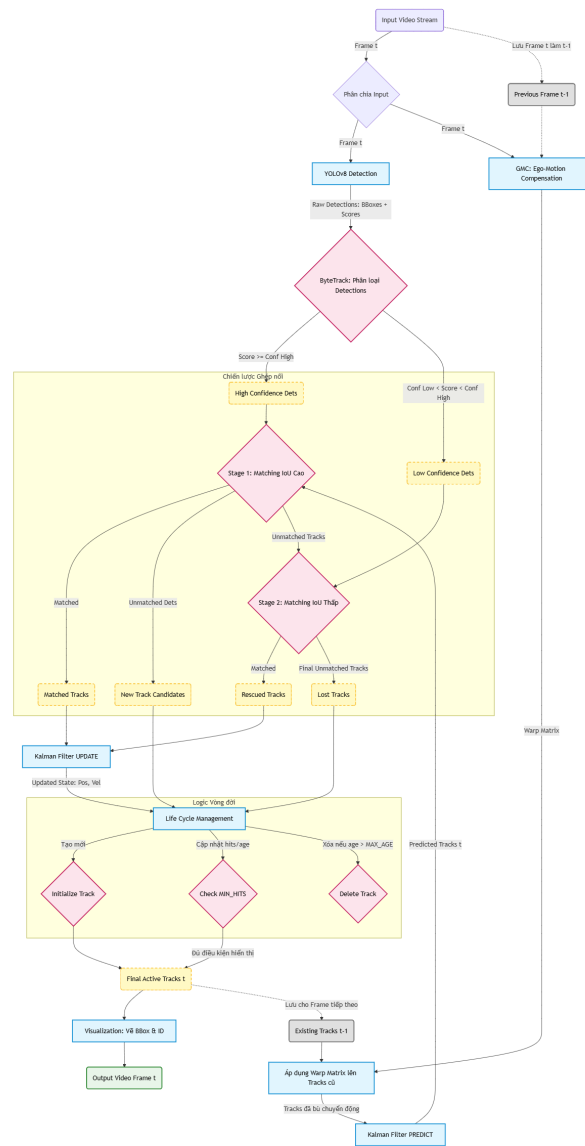 Input Video Stream
Frame t
Lưu Frame t làm t-1
Phân chia Input
Previous Frame t-1
Frame t
Frame t
YOLOv8 Detection
GMC: Ego-Motion
Compensation
Raw Detections: BBoxes +
Scores
ByteTrack: Phân loại
Detections
Score >= Conf High
Chiến lược Ghép nối
Conf Low < Score < Conf
High
High Confidence Dets
Stage 1: Matching IoU Cao
Low Confidence Dets
Unmatched Tracks
Matched
Unmatched Dets
Stage 2: Matching IoU Thấp
Matched
Final Unmatched Tracks
Matched Tracks
New Track Candidates
Rescued Tracks
Lost Tracks
Warp Matrix
Kalman Filter UPDATE
Updated State: Pos, Vel
Logic Vòng đời
Life Cycle Management
Tạo mới
Cập nhật hits/age
Xóa nếu age > MAX_AGE
Predicted Tracks t
Initialize Track
Check MIN_HITS
Delete Track
Đủ điều kiện hiển thị
Final Active Tracks t
Lưu cho Frame tiếp theo
Visualization: Vẽ BBox & ID
Existing Tracks t-1
Output Video Frame t
Áp dụng Warp Matrix lên
Tracks cũ
Tracks đã bù chuyển động
Kalman Filter PREDICT